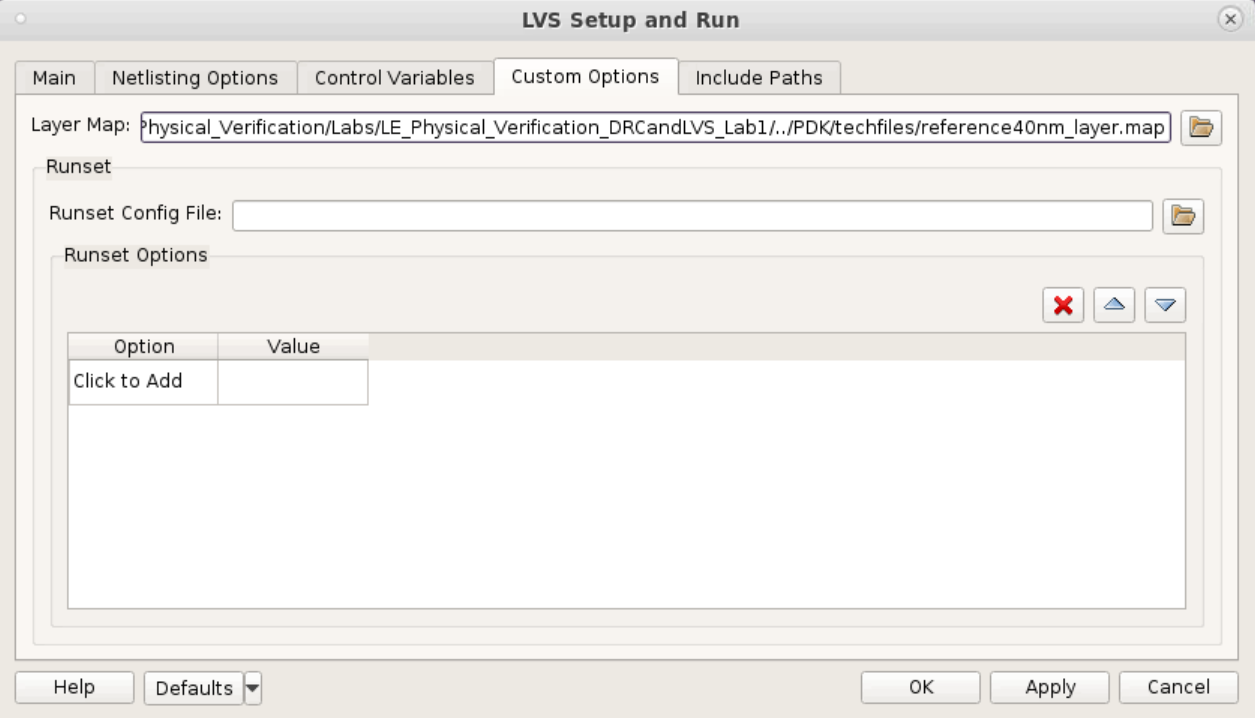 LVS Setup and Run
Main Netlisting Options Control Variables Custom Options Include Paths
Layer Map: Physical_Verification/Labs/LE_Physical_Verification_DRCandLVS_Lab1/../PDK/techfiles/reference40nm_layer.map
Runset
Runset Config File:
Runset Options
Option Value
Click to Add
Help Defaults OK Apply Cancel